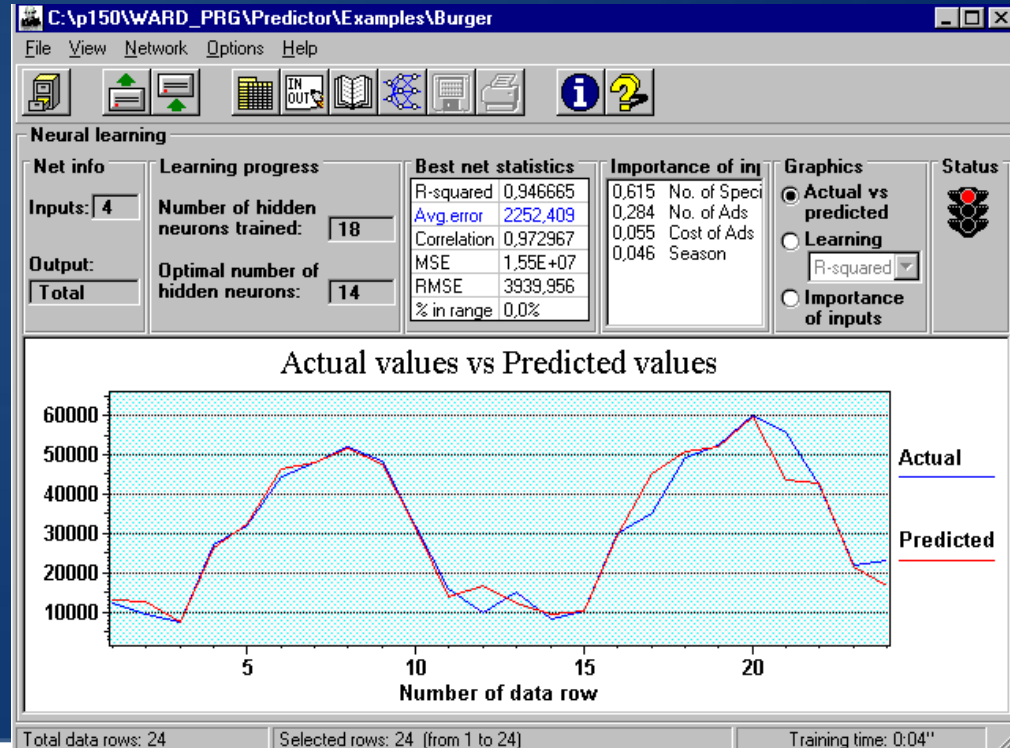 C:\p150\WARD_PRG\Predictor\Examples\Burger
File View Network Options Help
IN OUT
Neural learning
Net info
Inputs: 4
Output:
Total
Learning progress
Number of hidden
neurons trained: 18
Optimal number of
hidden neurons: 14
Best net statistics
R-squared 0,946665
Avg.error 2252,409
Correlation 0,972967
MSE 1,55E+07
RMSE 3939,956
% in range 0,0%
Importance of inp
0,615 No. of Speci
0,284 No. of Ads
0,055 Cost of Ads
0,046 Season
Graphics
Actual vs
predicted
Learning
R-squared
Importance
of inputs
Status
Actual values vs Predicted values
60000
50000
40000
30000
20000
10000
5 10 15 20
Number of data row
Actual
Predicted
Total data rows: 24 Selected rows: 24 (from 1 to 24) Training time: 0:04''